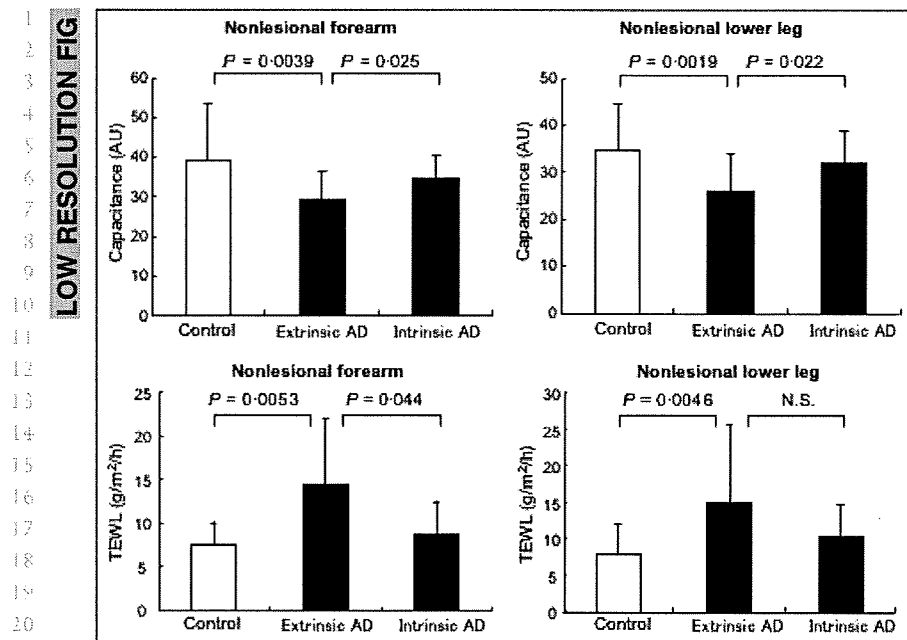 1
2
3
4
5
6
7
8
9
10
11
12
13
14
15
16
17
18
19
20
LOW RESOLUTION FIG
Nonlesional forearm
P = 0·0039 P = 0·025
Capacitance (AU)
60
50
40
30
20
10
0
Control Extrinsic AD Intrinsic AD
Nonlesional lower leg
P = 0·0019 P = 0·022
Capacitance (AU)
50
40
30
20
10
0
Control Extrinsic AD Intrinsic AD
Nonlesional forearm
P = 0·0053 P = 0·044
TEWL (g/m²/h)
25
20
15
10
5
0
Control Extrinsic AD Intrinsic AD
Nonlesional lower leg
P = 0·0046 N.S.
TEWL (g/m²/h)
30
25
20
15
10
5
0
Control Extrinsic AD Intrinsic AD